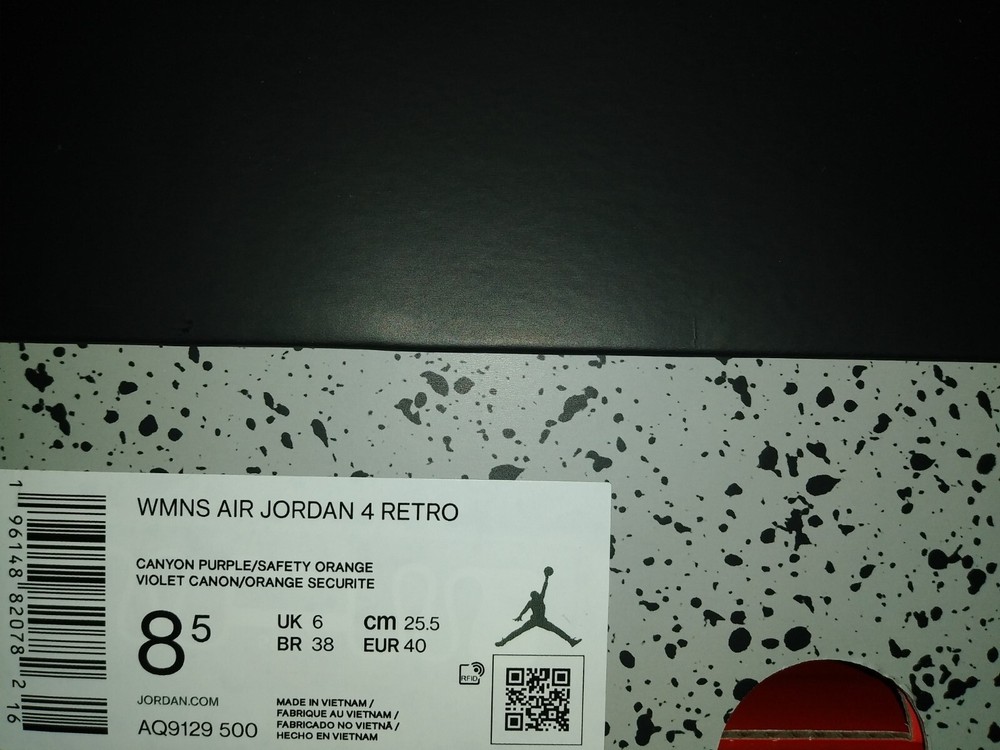 WMNS AIR JORDAN 4 RETRO
CANYON PURPLE/SAFETY ORANGE
VIOLET CANON/ORANGE SECURITE
8 5
UK 6 cm 25.5
BR 38 EUR 40
RFID
JORDAN.COM
AQ9129 500
MADE IN VIETNAM /
FABRIQUE AU VIETNAM /
FABRICADO NO VIETNÃ /
HECHO EN VIETNAM
1 96148 82078 2 16